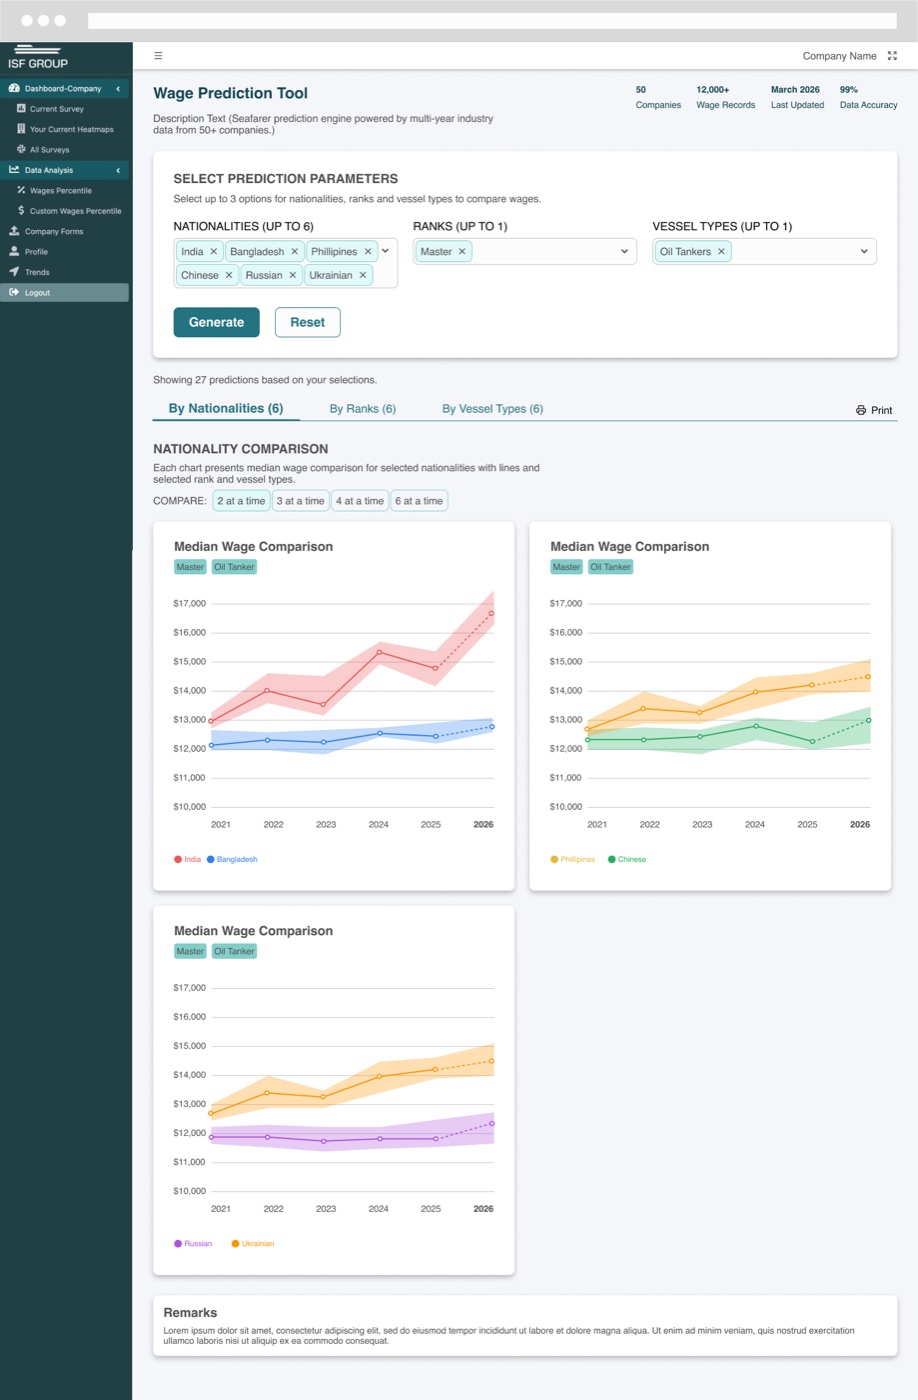 ISF GROUP
Dashboard-Company
Current Survey
Your Current Heatmaps
All Surveys
Data Analysis
Wages Percentile
Custom Wages Percentile
Company Forms
Profile
Trends
Logout
Company Name
Wage Prediction Tool
Description Text (Seafarer prediction engine powered by multi-year industry
data from 50+ companies.)
50
Companies
12,000+
Wage Records
March 2026
Last Updated
99%
Data Accuracy
SELECT PREDICTION PARAMETERS
Select up to 3 options for nationalities, ranks and vessel types to compare wages.
NATIONALITIES (UP TO 6)
India ✕ Bangladesh ✕ Phillipines ✕
Chinese ✕ Russian ✕ Ukrainian ✕
RANKS (UP TO 1)
Master ✕
VESSEL TYPES (UP TO 1)
Oil Tankers ✕
Generate Reset
Showing 27 predictions based on your selections.
By Nationalities (6) By Ranks (6) By Vessel Types (6) Print
NATIONALITY COMPARISON
Each chart presents median wage comparison for selected nationalities with lines and
selected rank and vessel types.
COMPARE: 2 at a time 3 at a time 4 at a time 6 at a time
Median Wage Comparison
Master Oil Tanker
$17,000
$16,000
$15,000
$14,000
$13,000
$12,000
$11,000
$10,000
2021 2022 2023 2024 2025 2026
India Bangladesh
Median Wage Comparison
Master Oil Tanker
$17,000
$16,000
$15,000
$14,000
$13,000
$12,000
$11,000
$10,000
2021 2022 2023 2024 2025 2026
Phillipines Chinese
Median Wage Comparison
Master Oil Tanker
$17,000
$16,000
$15,000
$14,000
$13,000
$12,000
$11,000
$10,000
2021 2022 2023 2024 2025 2026
Russian Ukrainian
Remarks
Lorem ipsum dolor sit amet, consectetur adipiscing elit, sed do eiusmod tempor incididunt ut labore et dolore magna aliqua. Ut enim ad minim veniam, quis nostrud exercitation
ullamco laboris nisi ut aliquip ex ea commodo consequat.